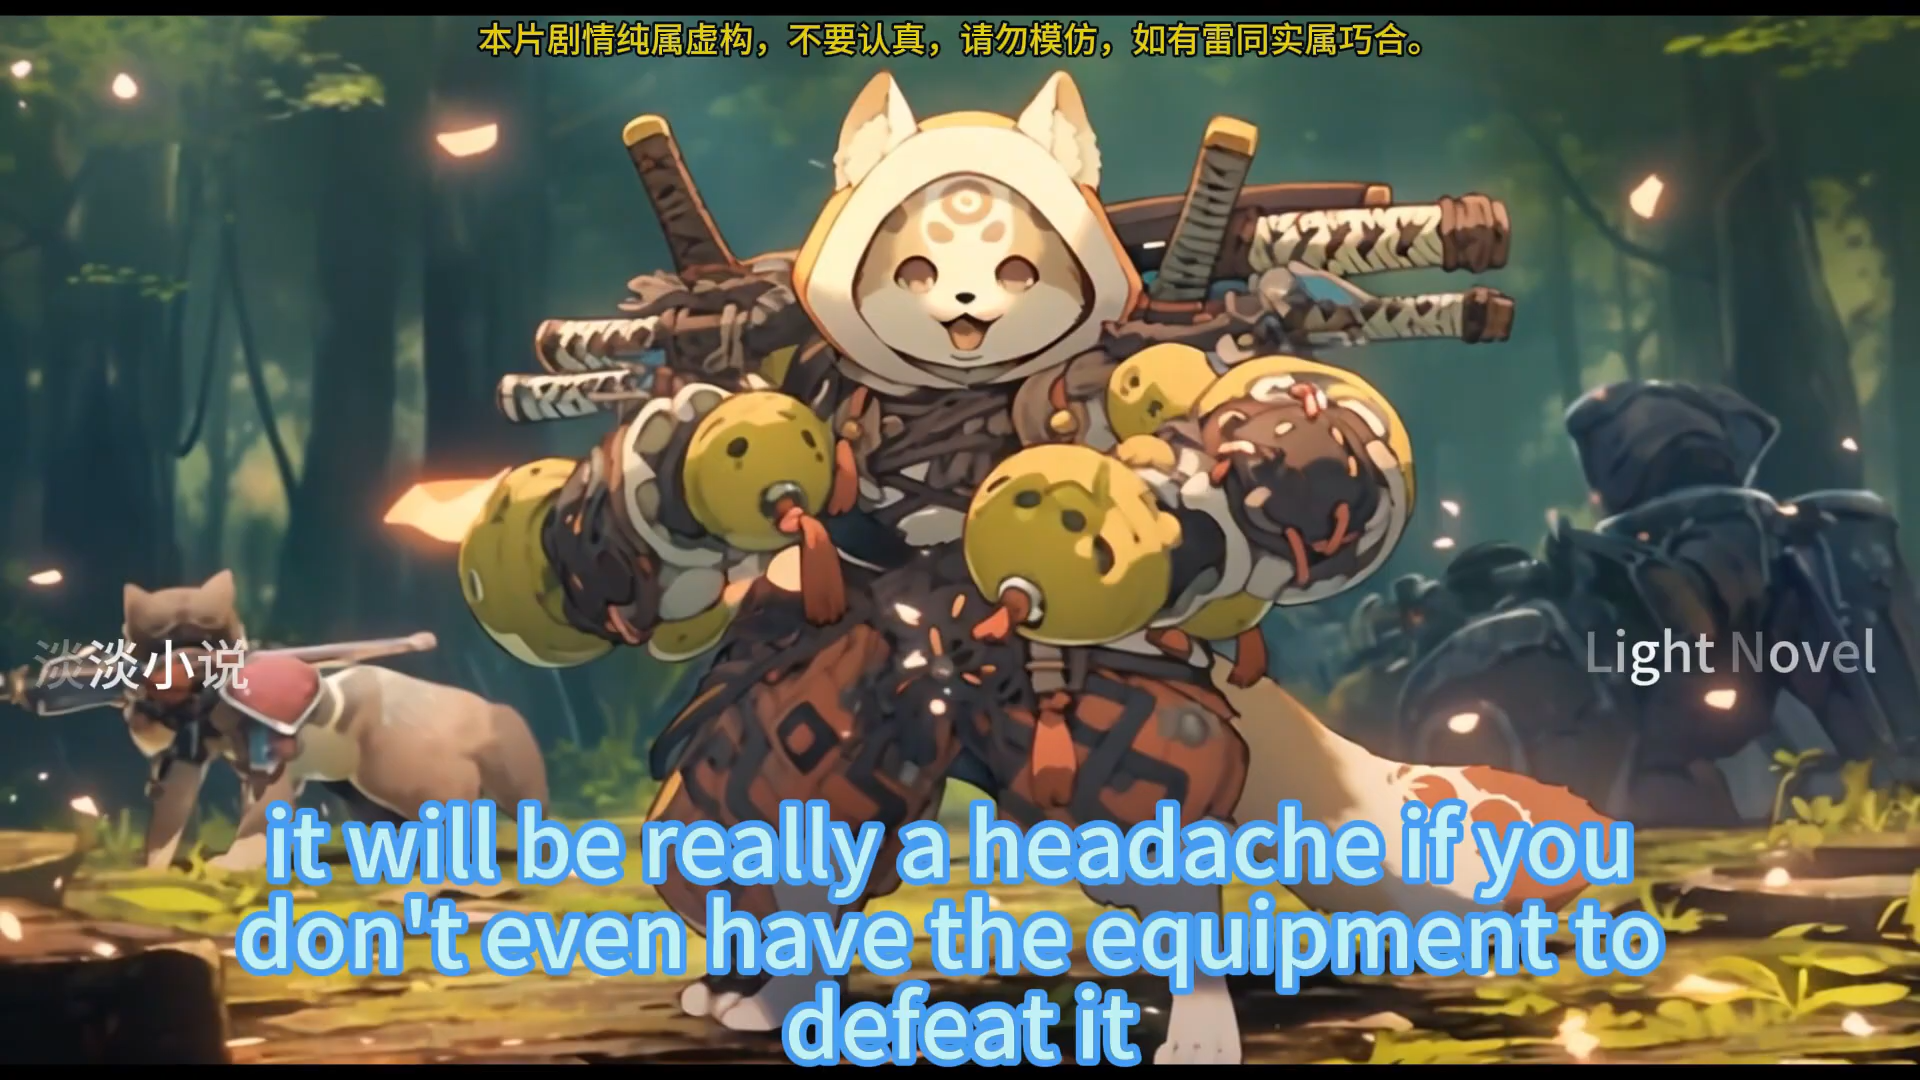 本片剧情纯属虚构，不要认真，请勿模仿，如有雷同实属巧合。
淡淡小说
Light Novel
it will be really a headache if you
don't even have the equipment to
defeat it